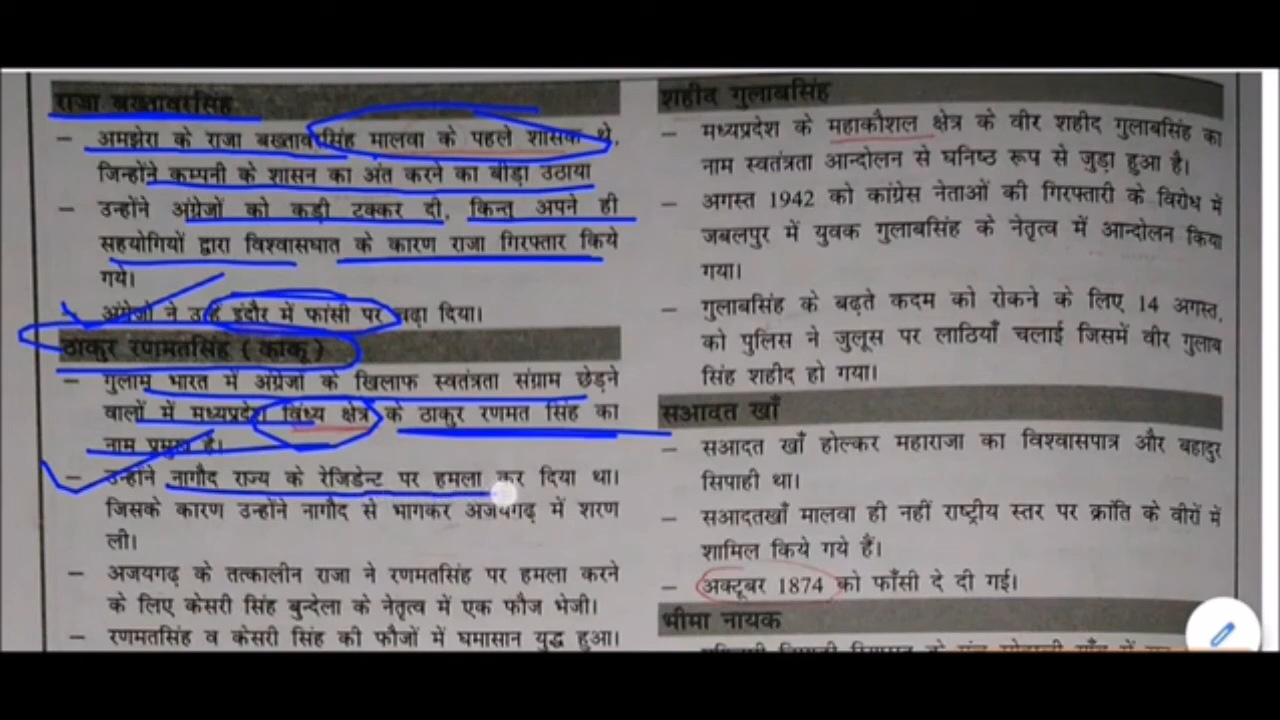 राजा बख्तावरसिंह
– अमझेरा के राजा बख्तावरसिंह मालवा के पहले शासक थे,
जिन्होंने कम्पनी के शासन का अंत करने का बीड़ा उठाया
– उन्होंने अंग्रेजों को कड़ी टक्कर दी, किन्तु अपने ही
सहयोगियों द्वारा विश्वासघात के कारण राजा गिरफ्तार किये
गये।
अंग्रेजों ने उन्हें इंदौर में फांसी पर चढ़ा दिया।
ठाकुर रणमतसिंह ( काकू )
– गुलाम भारत में अंग्रेजों के खिलाफ स्वतंत्रता संग्राम छेड़ने
वालों में मध्यप्रदेश विंध्य क्षेत्र के ठाकुर रणमत सिंह का
नाम प्रमुख है।
– उन्होंने नागौद राज्य के रेजिडेन्ट पर हमला कर दिया था।
जिसके कारण उन्होंने नागौद से भागकर अजयगढ़ में शरण
ली।
– अजयगढ़ के तत्कालीन राजा ने रणमतसिंह पर हमला करने
के लिए केसरी सिंह बुन्देला के नेतृत्व में एक फौज भेजी।
– रणमतसिंह व केसरी सिंह की फौजों में घमासान युद्ध हुआ।
शहीद गुलाबसिंह
– मध्यप्रदेश के महाकौशल क्षेत्र के वीर शहीद गुलाबसिंह का
नाम स्वतंत्रता आन्दोलन से घनिष्ठ रूप से जुड़ा हुआ है।
– अगस्त 1942 को कांग्रेस नेताओं की गिरफ्तारी के विरोध में
जबलपुर में युवक गुलाबसिंह के नेतृत्व में आन्दोलन किया
गया।
– गुलाबसिंह के बढ़ते कदम को रोकने के लिए 14 अगस्त,
को पुलिस ने जुलूस पर लाठियाँ चलाई जिसमें वीर गुलाब
सिंह शहीद हो गया।
सआदत खाँ
– सआदत खाँ होल्कर महाराजा का विश्वासपात्र और बहादुर
सिपाही था।
– सआदतखाँ मालवा ही नहीं राष्ट्रीय स्तर पर क्रांति के वीरों में
शामिल किये गये हैं।
– अक्टूबर 1874 को फाँसी दे दी गई।
भीमा नायक